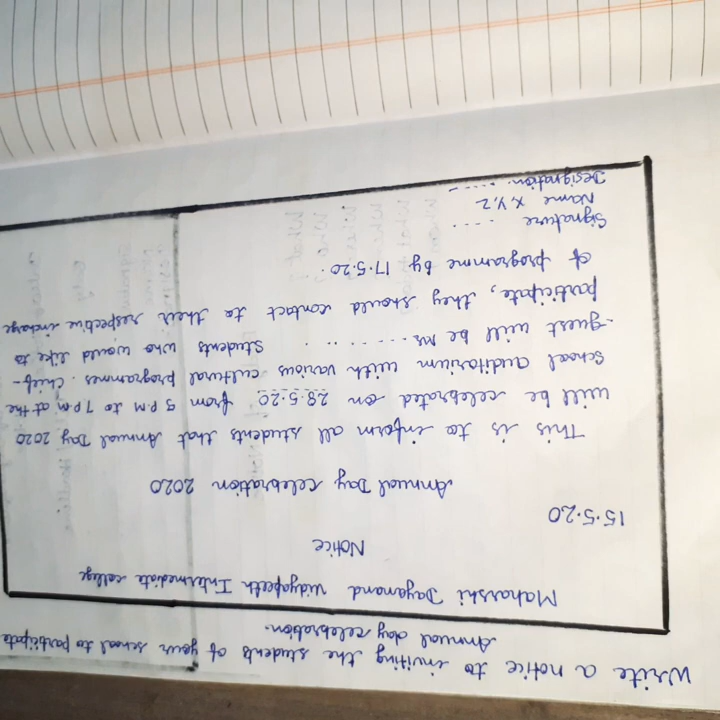 Write a notice to inviting the students of your school to participate
Annual day celebration.
Maharshi Dayanand Vidyapeeth Intermediate college
Notice
15.5.20
Annual Day celebration 2020
This is to inform all students that Annual Day 2020
will be celebrated on 28.5.20 from 5 P.M to 7 P.M at the
School auditorium with various cultural programmes. Chief-
-guest will be Mr. ........ Students who would like to
participate, they should contact to their respective incharge
of programme by 17.5.20.
Signature ....
Name X,Y,Z
Designation. ....